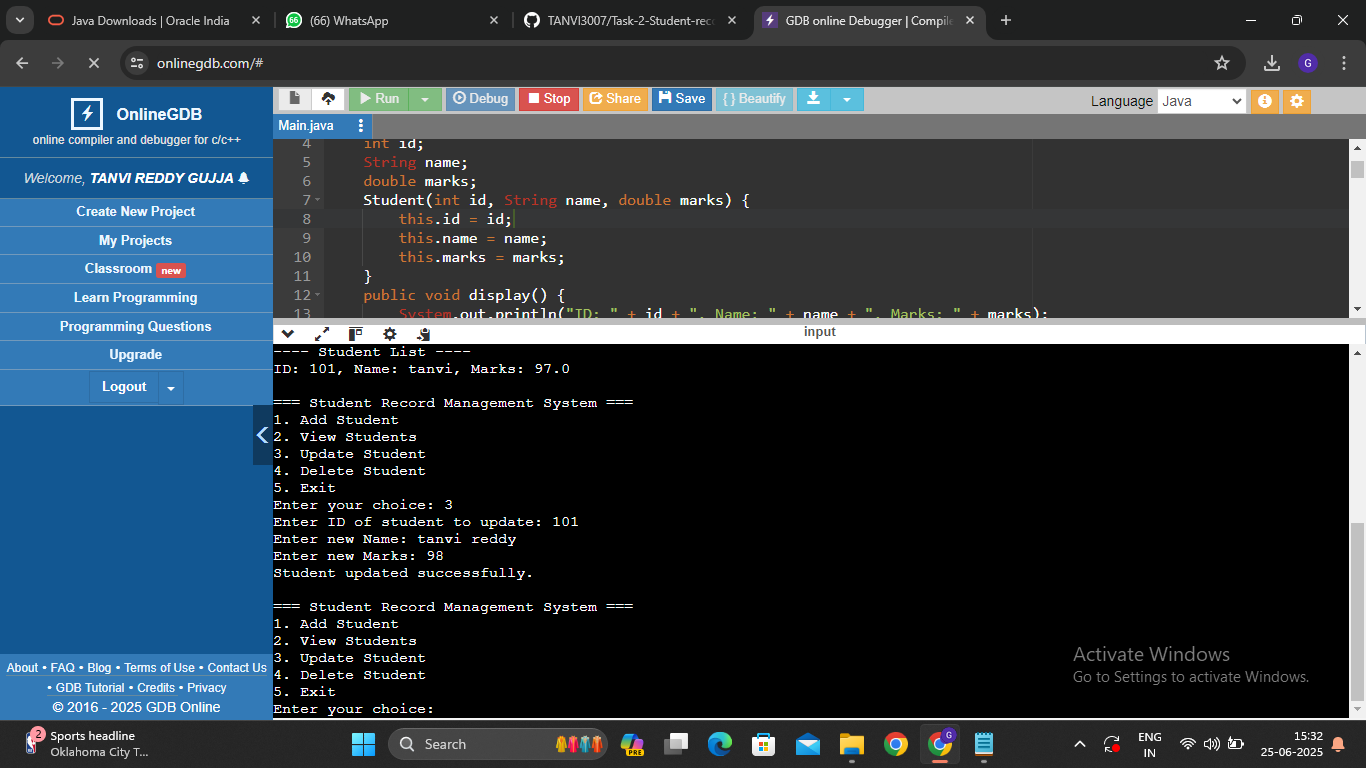 Java Downloads | Oracle India
(66) WhatsApp
TANVI3007/Task-2-Student-rec
GDB online Debugger | Compile
onlinegdb.com/#
G
OnlineGDB
online compiler and debugger for c/c++
Welcome, TANVI REDDY GUJJA
Create New Project
My Projects
Classroom new
Learn Programming
Programming Questions
Upgrade
Logout
About • FAQ • Blog • Terms of Use • Contact Us
• GDB Tutorial • Credits • Privacy
© 2016 - 2025 GDB Online
Run Debug Stop Share Save {} Beautify
Language Java
Main.java
4 int id;
5 String name;
6 double marks;
7 Student(int id, String name, double marks) {
8 this.id = id;
9 this.name = name;
10 this.marks = marks;
11 }
12 public void display() {
13 System.out.println("ID: " + id + ", Name: " + name + ", Marks: " + marks);
input
---- Student List ----
ID: 101, Name: tanvi, Marks: 97.0
=== Student Record Management System ===
1. Add Student
2. View Students
3. Update Student
4. Delete Student
5. Exit
Enter your choice: 3
Enter ID of student to update: 101
Enter new Name: tanvi reddy
Enter new Marks: 98
Student updated successfully.
=== Student Record Management System ===
1. Add Student
2. View Students
3. Update Student
4. Delete Student
5. Exit
Enter your choice:
Activate Windows
Go to Settings to activate Windows.
2
Sports headline
Oklahoma City T...
Search
PRE
G
ENG
IN
15:32
25-06-2025